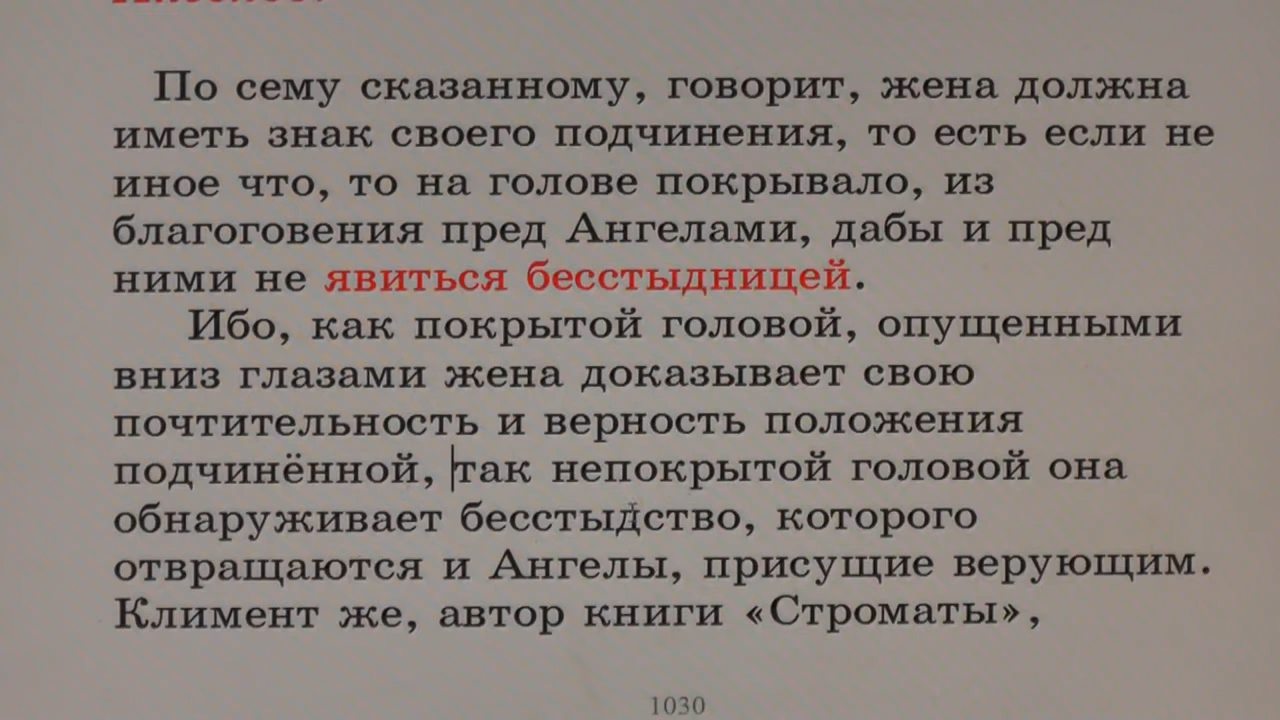 По сему сказанному, говорит, жена должна
иметь знак своего подчинения, то есть если не
иное что, то на голове покрывало, из
благоговения пред Ангелами, дабы и пред
ними не явиться бесстыдницей.
Ибо, как покрытой головой, опущенными
вниз глазами жена доказывает свою
почтительность и верность положения
подчинённой, так непокрытой головой она
обнаруживает бесстыдство, которого
отвращаются и Ангелы, присущие верующим.
Климент же, автор книги «Строматы»,
1030